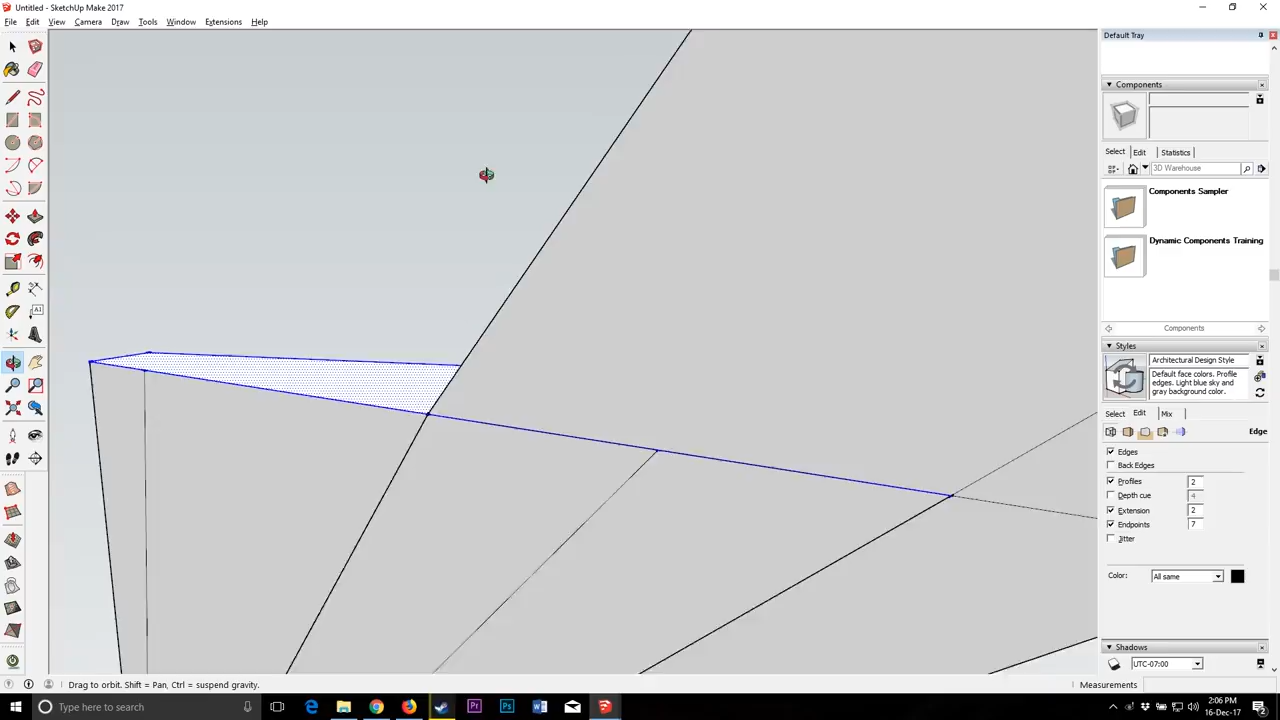 Untitled - SketchUp Make 2017
File Edit View Camera Draw Tools Window Extensions Help
Default Tray
Components
Select Edit Statistics
3D Warehouse
Components Sampler
Dynamic Components Training
Components
Styles
Architectural Design Style
Default face colors. Profile
edges. Light blue sky and
gray background color.
Select Edit Mix
Edge
Edges
Back Edges
Profiles 2
Depth cue 4
Extension 2
Endpoints 7
Jitter
Color: All same
Shadows
UTC-07:00
Drag to orbit. Shift = Pan, Ctrl = suspend gravity.
Measurements
Type here to search
2:06 PM
16-Dec-17